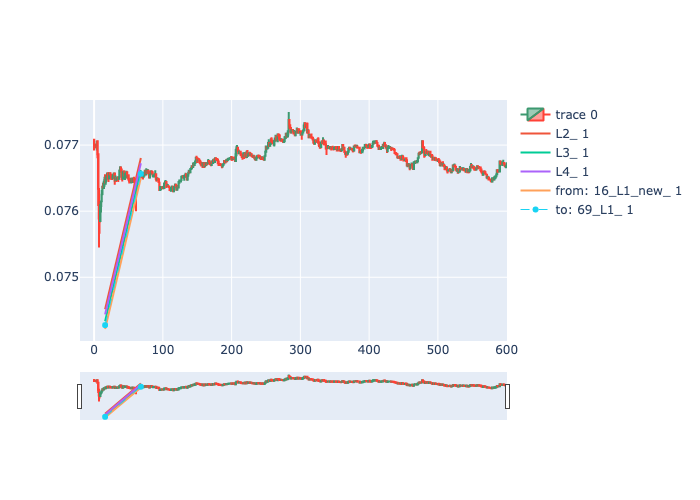 0.077
0.076
0.075
0
100
200
300
400
500
600
trace 0
L2_ 1
L3_ 1
L4_ 1
from: 16_L1_new_ 1
to: 69_L1_ 1